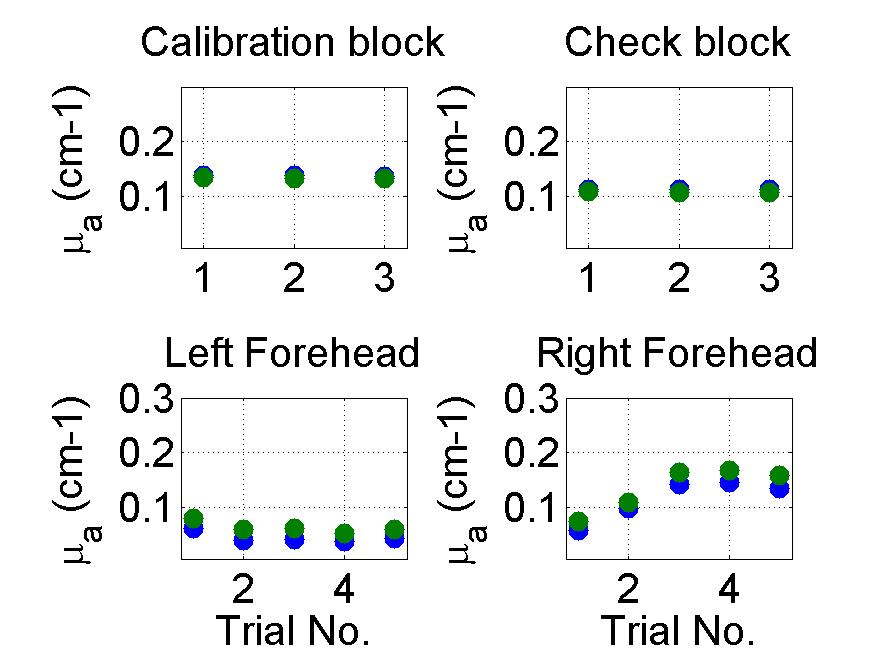 Calibration block
μa (cm-1)
0.2
0.1
1 2 3
Check block
μa (cm-1)
0.2
0.1
1 2 3
Left Forehead
μa (cm-1)
0.3
0.2
0.1
2 4
Trial No.
Right Forehead
μa (cm-1)
0.3
0.2
0.1
2 4
Trial No.